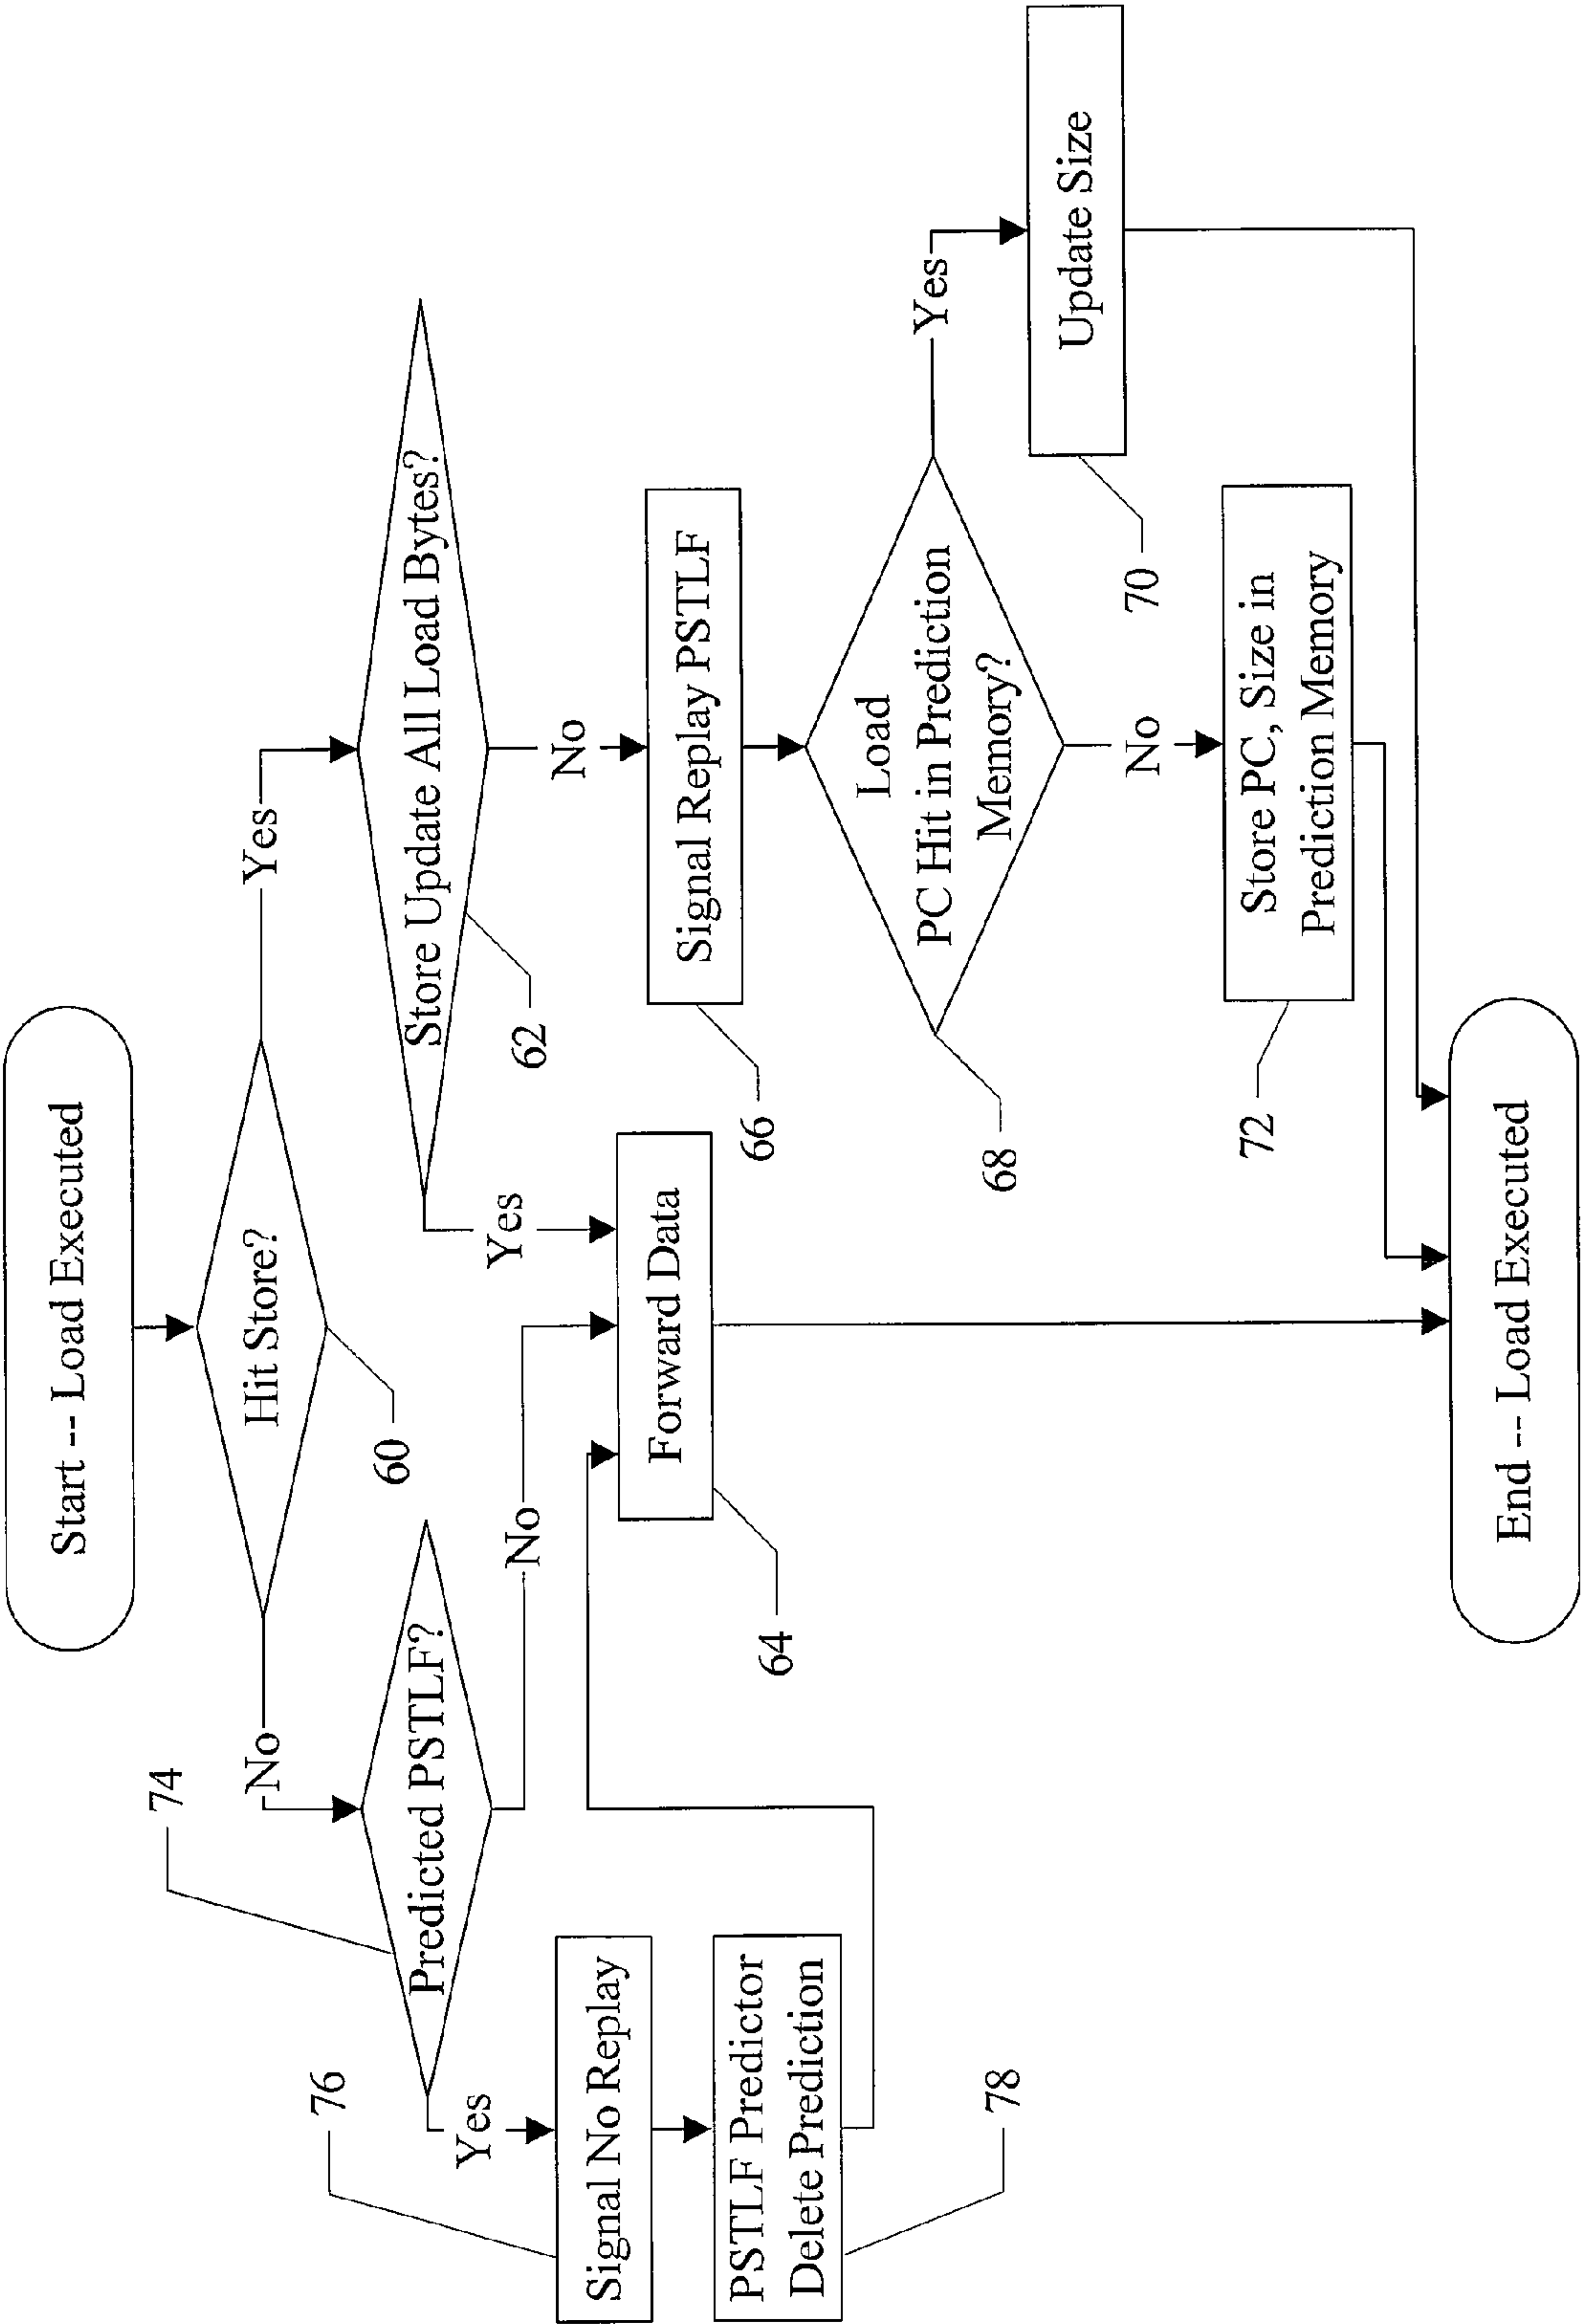 Start -- Load Executed
Hit Store?
60
No
Yes
74
Predicted PSTLF?
Store Update All Load Bytes?
62
Yes
No
Yes
No
76
Signal No Replay
Forward Data
64
Signal Replay PSTLF
66
PSTLF Predictor
Delete Prediction
78
Load
PC Hit in Prediction
Memory?
68
Yes
No
Update Size
70
Store PC, Size in
Prediction Memory
72
End -- Load Executed